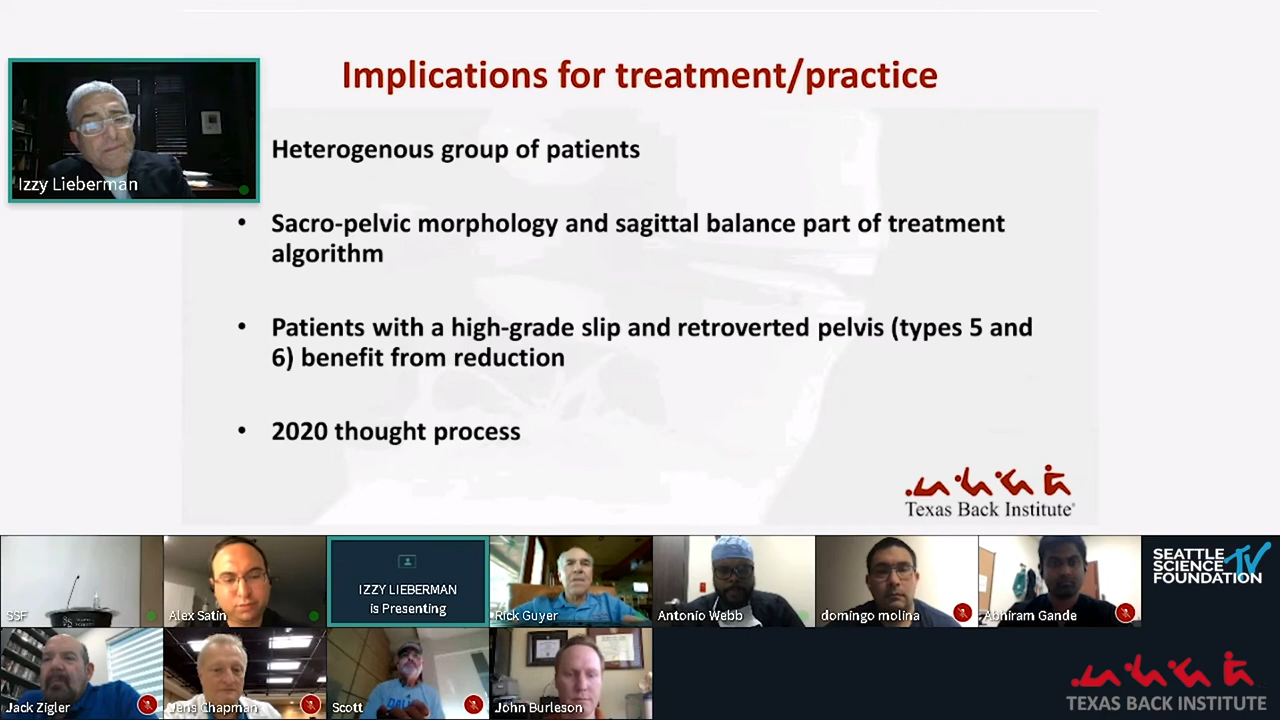 Implications for treatment/practice
Izzy Lieberman
Heterogenous group of patients
• Sacro-pelvic morphology and sagittal balance part of treatment
algorithm
• Patients with a high-grade slip and retroverted pelvis (types 5 and
6) benefit from reduction
• 2020 thought process
Texas Back Institute®
SSF
Alex Satin
IZZY LIEBERMAN
is Presenting
Rick Guyer
Antonio Webb
domingo molina
Abhiram Gande
SEATTLE
SCIENCE TV
FOUNDATION
Jack Zigler
Jens Chapman
Scott
John Burleson
TEXAS BACK INSTITUTE